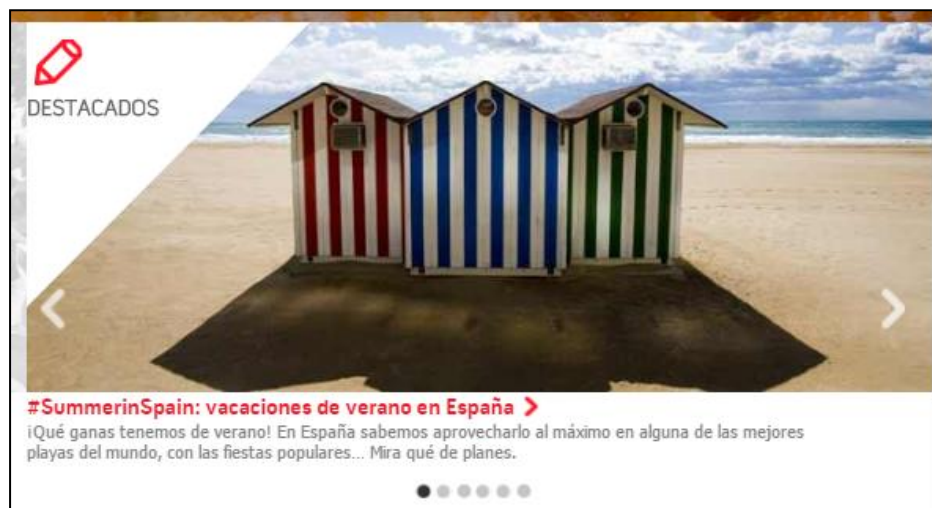 DESTACADOS
#SummerinSpain: vacaciones de verano en España
¡Qué ganas tenemos de verano! En España sabemos aprovecharlo al máximo en alguna de las mejores
playas del mundo, con las fiestas populares... Mira qué de planes.